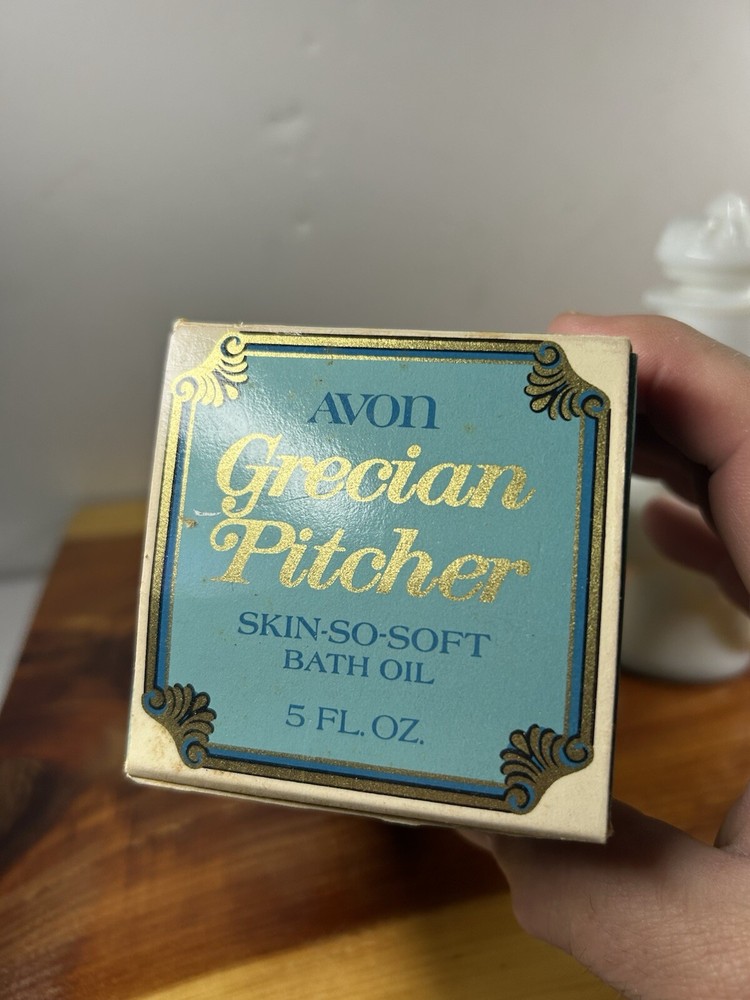 AVON
Grecian
Pitcher
SKIN-SO-SOFT
BATH OIL
5 FL. OZ.